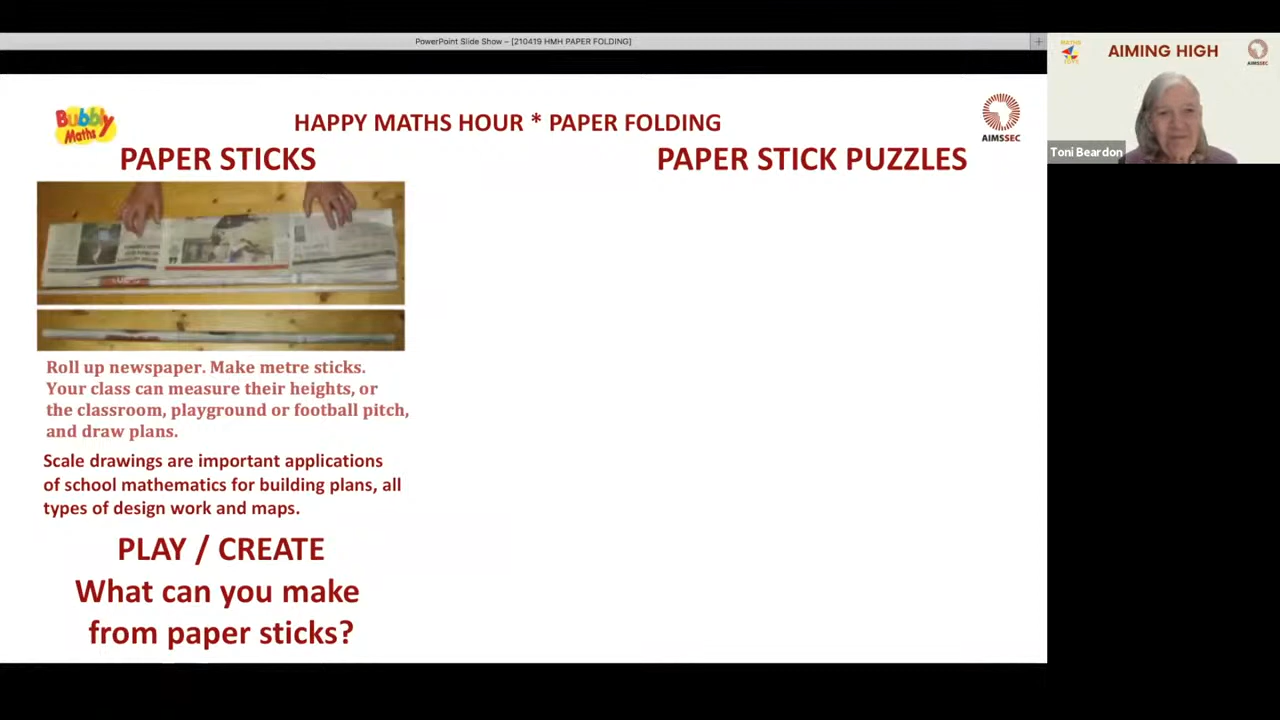 PowerPoint Slide Show – [210419 HMH PAPER FOLDING]
MATHS
TOYS
AIMING HIGH
AIMSSEC
Toni Beardon
Bubbly
Maths
HAPPY MATHS HOUR * PAPER FOLDING
AIMSSEC
PAPER STICKS
PAPER STICK PUZZLES
Roll up newspaper. Make metre sticks.
Your class can measure their heights, or
the classroom, playground or football pitch,
and draw plans.
Scale drawings are important applications
of school mathematics for building plans, all
types of design work and maps.
PLAY / CREATE
What can you make
from paper sticks?